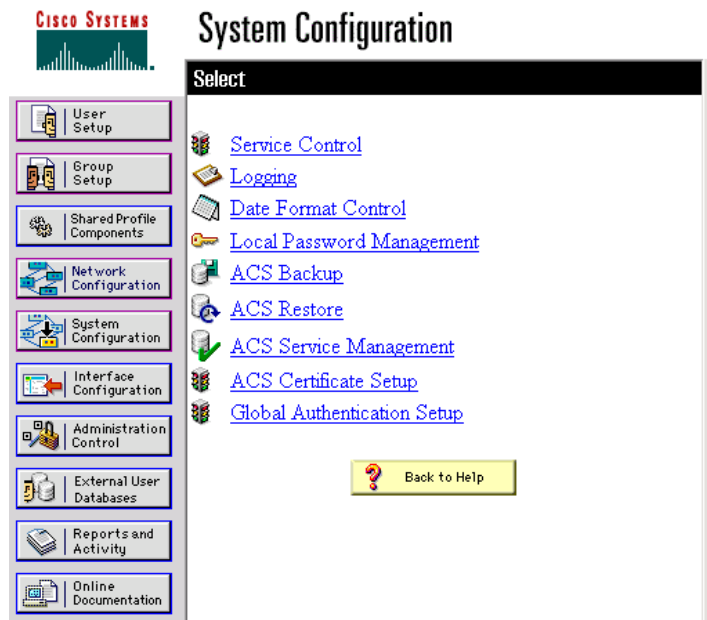 CISCO SYSTEMS
System Configuration
Select
User
Setup
Group
Setup
Shared Profile
Components
Network
Configuration
System
Configuration
Interface
Configuration
Administration
Control
External User
Databases
Reports and
Activity
Online
Documentation
Service Control
Logging
Date Format Control
Local Password Management
ACS Backup
ACS Restore
ACS Service Management
ACS Certificate Setup
Global Authentication Setup
Back to Help